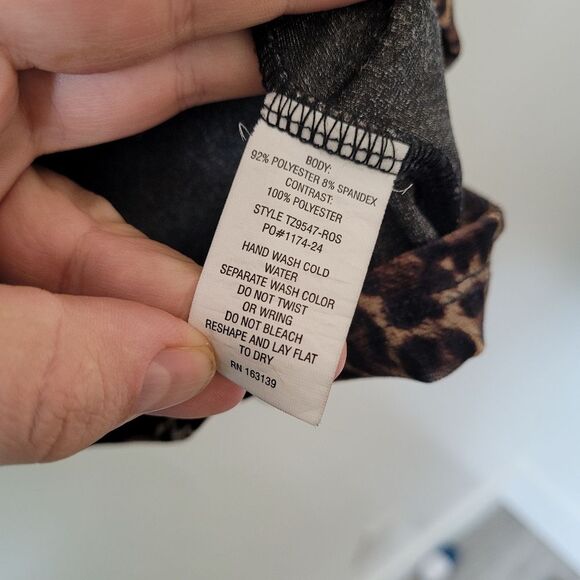 BODY:
92% POLYESTER 8% SPANDEX
CONTRAST:
100% POLYESTER
STYLE TZ9547-ROS
PO#1174-24
HAND WASH COLD
WATER
SEPARATE WASH COLOR
DO NOT TWIST
OR WRING
DO NOT BLEACH
RESHAPE AND LAY FLAT
TO DRY
RN 163139